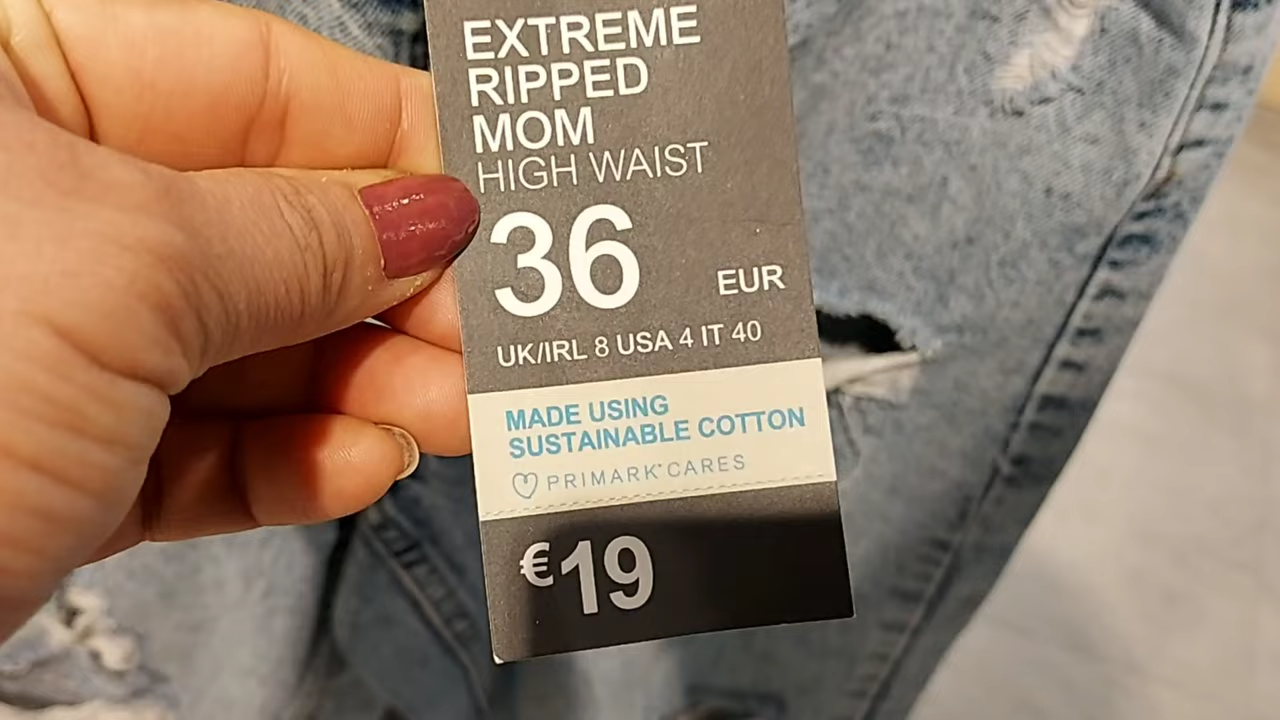 EXTREME
RIPPED
MOM
HIGH WAIST
36 EUR
UK/IRL 8 USA 4 IT 40
MADE USING
SUSTAINABLE COTTON
PRIMARK CARES
€19